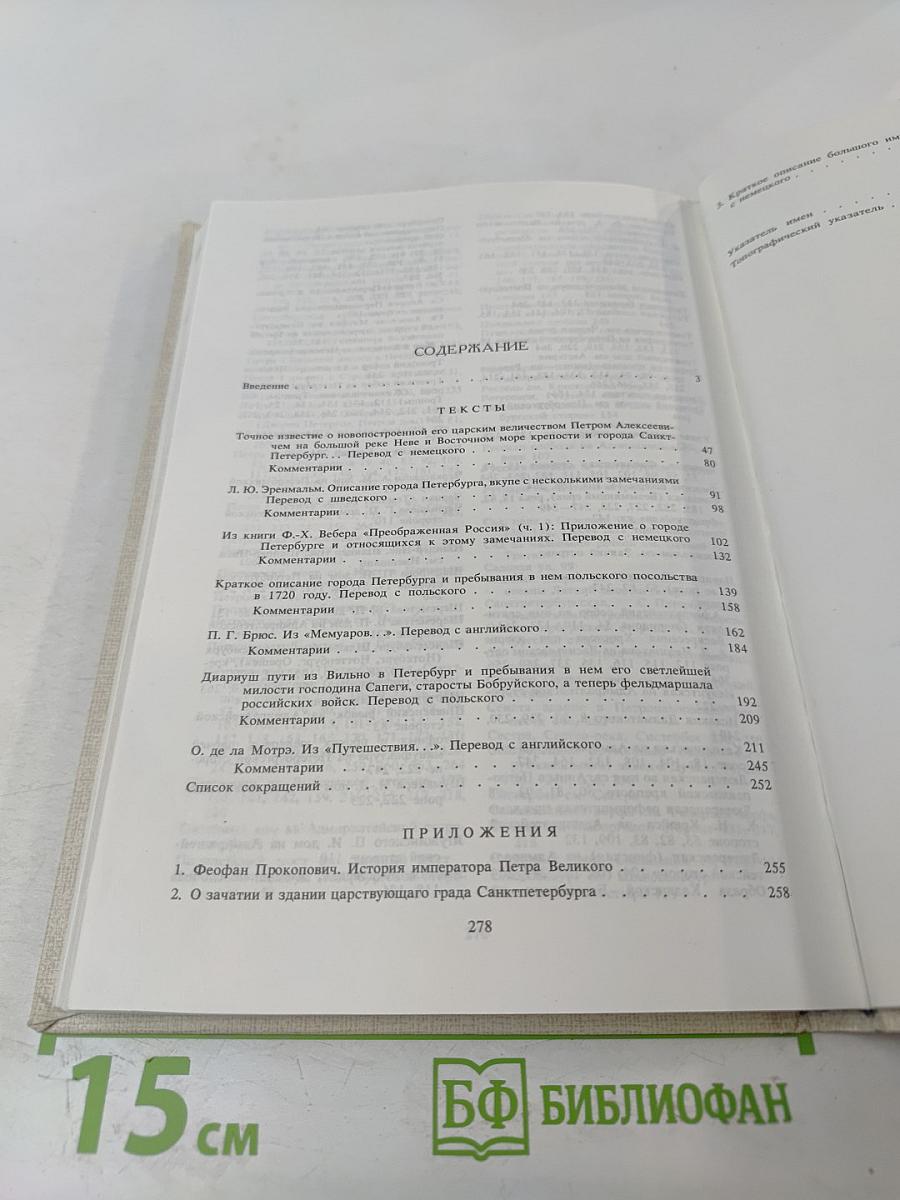 СОДЕРЖАНИЕ
Введение . . . . . . . . . . . . . . . . . . . . 3
ТЕКСТЫ
Точное известие о новопостроенной его царским величеством Петром Алексееви-
чем на большой реке Неве и Восточном море крепости и города Санкт-
Петербург. . . Перевод с немецкого . . . . . . . . . . . . 47
Комментарии . . . . . . . . . . . . . . . . . . 80
Л. Ю. Эренмальм. Описание города Петербурга, вкупе с несколькими замечаниями
Перевод с шведского . . . . . . . . . . . . . . . . 91
Комментарии . . . . . . . . . . . . . . . . . . 98
Из книги Ф.-Х. Вебера «Преображенная Россия» (ч. 1): Приложение о городе
Петербурге и относящихся к этому замечаниях. Перевод с немецкого 102
Комментарии . . . . . . . . . . . . . . . . . . 132
Краткое описание города Петербурга и пребывания в нем польского посольства
в 1720 году. Перевод с польского . . . . . . . . . . . . 139
Комментарии . . . . . . . . . . . . . . . . . . 158
П. Г. Брюс. Из «Мемуаров. . .». Перевод с английского . . . . . . . . . 162
Комментарии . . . . . . . . . . . . . . . . . . 184
Диариуш пути из Вильно в Петербург и пребывания в нем его светлейшей
милости господина Сапеги, старосты Бобруйского, а теперь фельдмаршала
российских войск. Перевод с польского . . . . . . . . . . 192
Комментарии . . . . . . . . . . . . . . . . . . 209
О. де ла Мотрэ. Из «Путешествия. . .». Перевод с английского . . . . . . . 211
Комментарии . . . . . . . . . . . . . . . . . . 245
Список сокращений . . . . . . . . . . . . . . . . . . 252
ПРИЛОЖЕНИЯ
1. Феофан Прокопович. История императора Петра Великого . . . . . . . 255
2. О зачатии и здании царствующаго града Санктпетербурга . . . . . . . . 258
278
3. Краткое описание большого им
с немецкого . . . . . .
Указатель имен . . . . .
Топографический указатель .
15 см
БФ БИБЛИОФАН